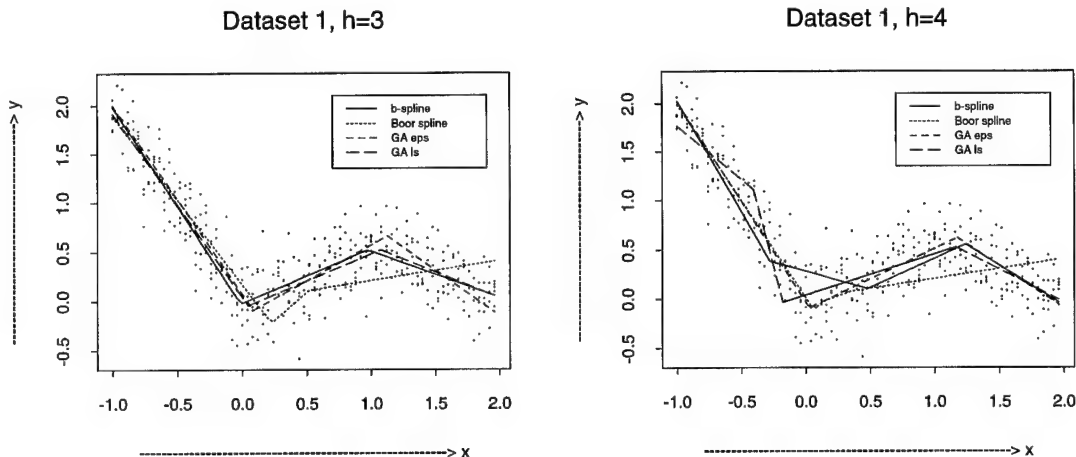 Dataset 1, h=3
y
2.0
1.5
1.0
0.5
0.0
-0.5
b-spline
Boor spline
GA eps
GA ls
-1.0 -0.5 0.0 0.5 1.0 1.5 2.0
x
Dataset 1, h=4
y
2.0
1.5
1.0
0.5
0.0
-0.5
b-spline
Boor spline
GA eps
GA ls
-1.0 -0.5 0.0 0.5 1.0 1.5 2.0
x